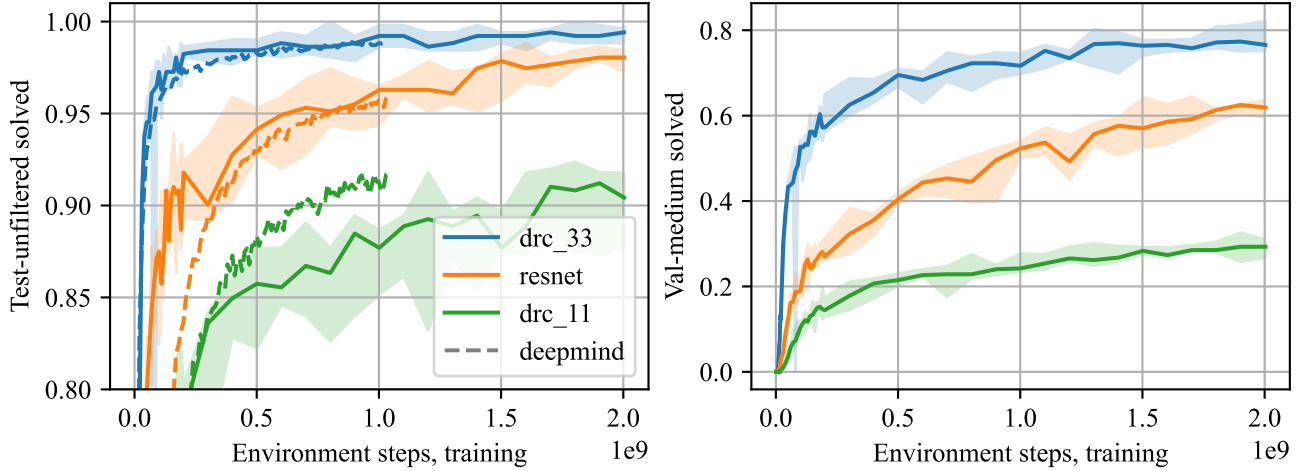 1.00
0.95
0.90
0.85
0.80
Test-unfiltered solved
0.0
0.5
1.0
1.5
2.0
1e9
Environment steps, training
drc_33
resnet
drc_11
deepmind
0.8
0.6
0.4
0.2
0.0
Val-medium solved
0.0
0.5
1.0
1.5
2.0
1e9
Environment steps, training